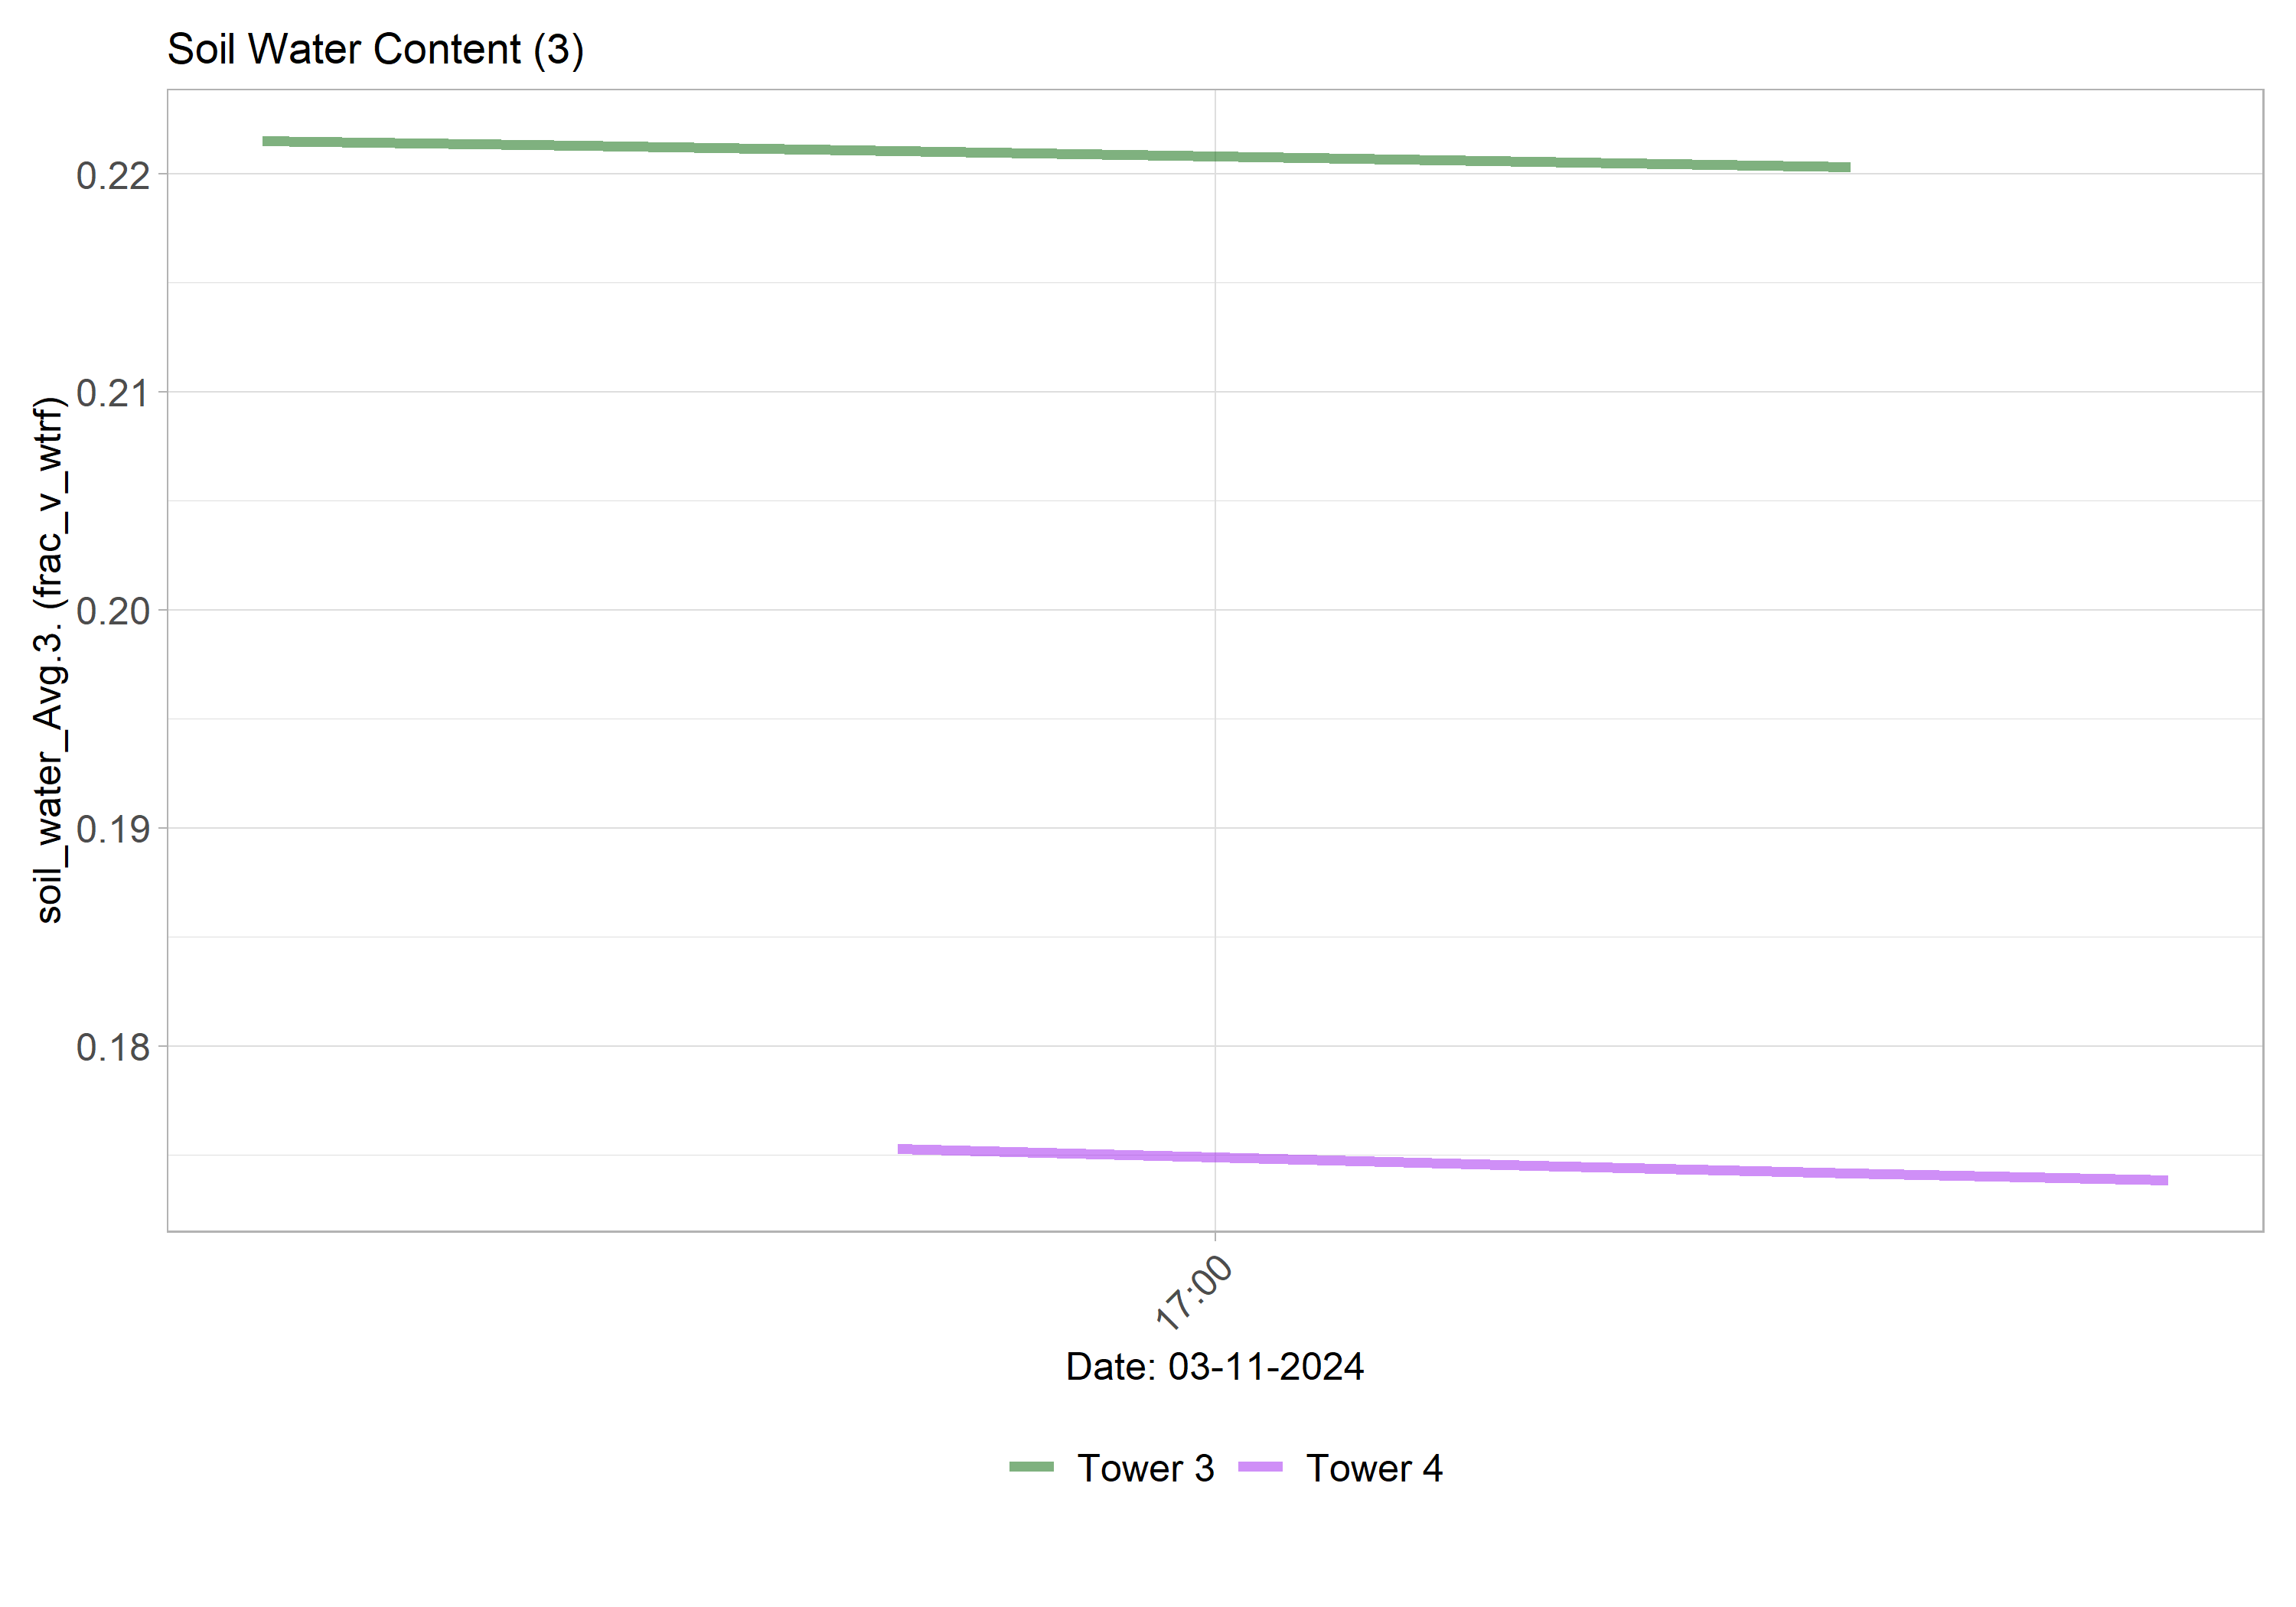 Soil Water Content (3)
soil_water_Avg.3. (frac_v_wtrf)
0.22
0.21
0.20
0.19
0.18
17:00
Date: 03-11-2024
Tower 3
Tower 4